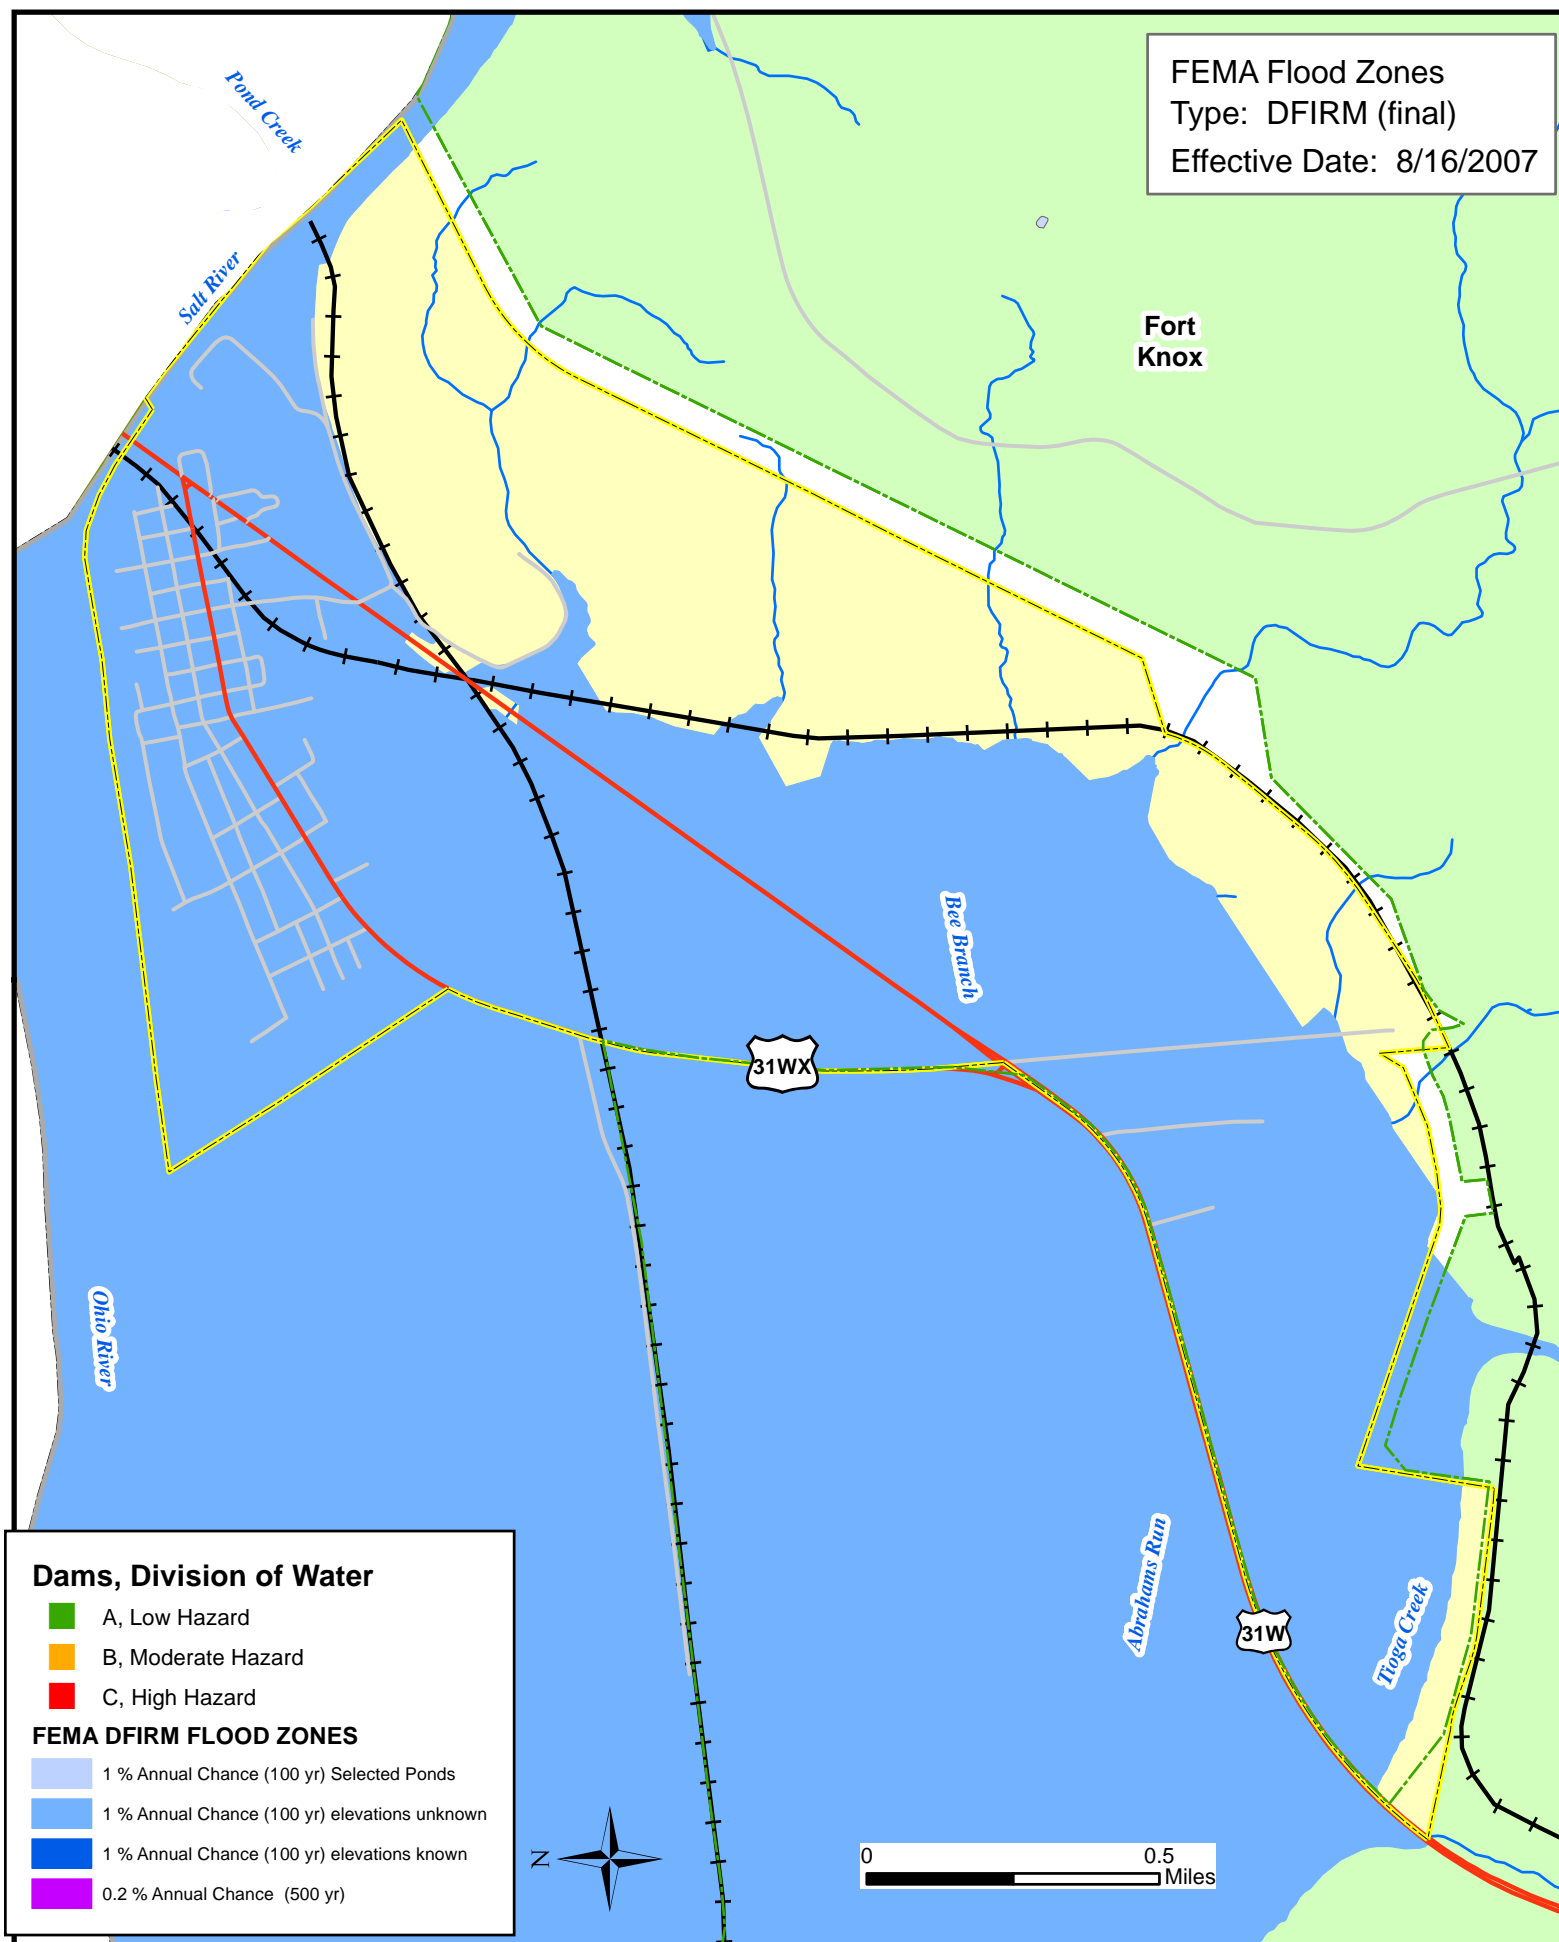 FEMA Flood Zones
Type: DFIRM (final)
Effective Date: 8/16/2007
Pond Creek
Salt River
Fort
Knox
Bee Branch
31WX
Ohio River
Abrahams Run
31W
Tioga Creek
Dams, Division of Water
A, Low Hazard
B, Moderate Hazard
C, High Hazard
FEMA DFIRM FLOOD ZONES
1 % Annual Chance (100 yr) Selected Ponds
1 % Annual Chance (100 yr) elevations unknown
1 % Annual Chance (100 yr) elevations known
0.2 % Annual Chance (500 yr)
N
0 0.5
Miles